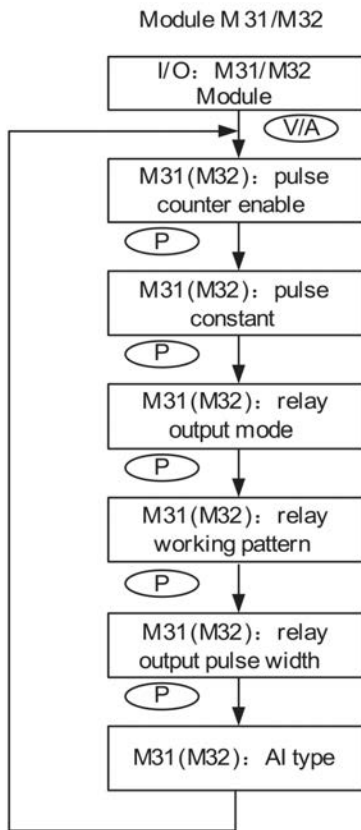 Module M31/M32
I/O: M31/M32
Module
V//A
M31(M32): pulse
counter enable
P
M31(M32): pulse
constant
P
M31(M32): relay
output mode
P
M31(M32): relay
working pattern
P
M31(M32): relay
output pulse width
P
M31(M32): AI type